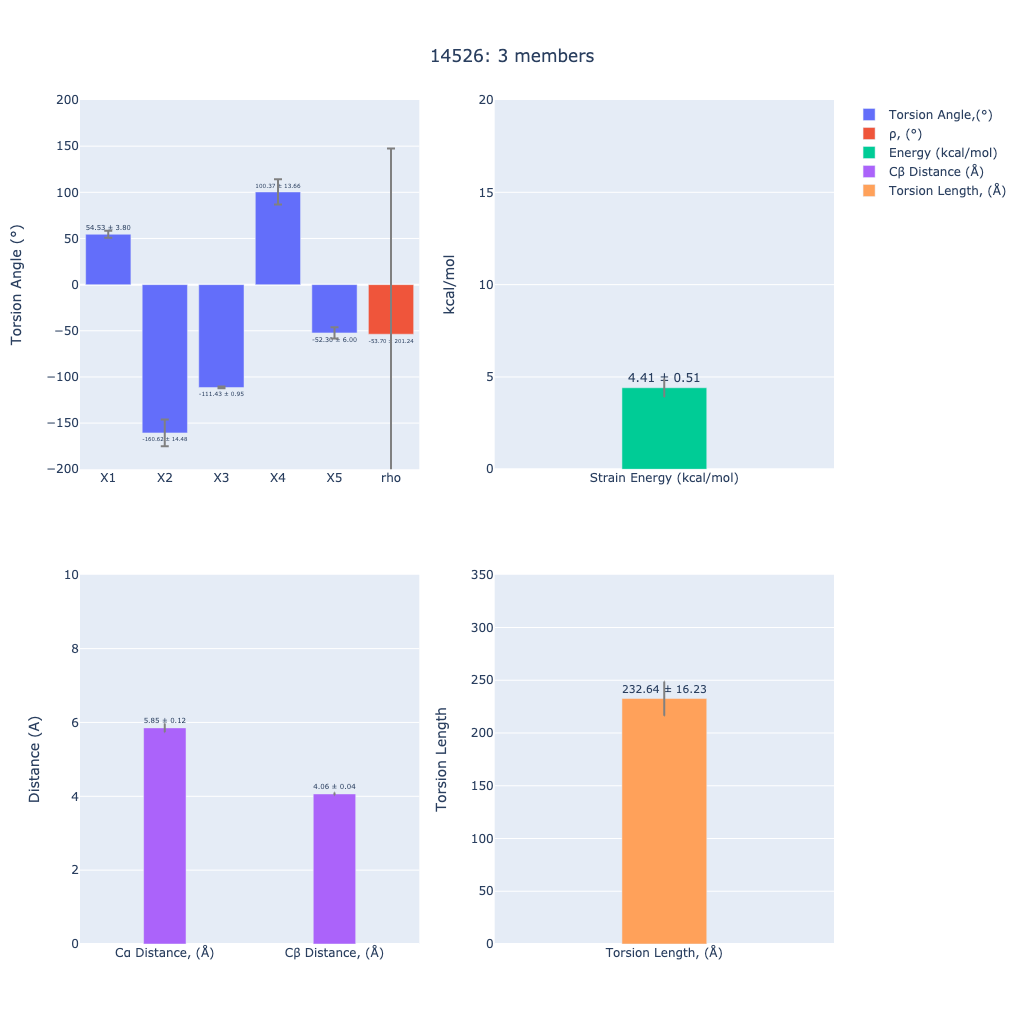 14526: 3 members
Torsion Angle (°)
200
150
100
50
0
−50
−100
−150
−200
54.53 ± 3.80
-160.62 ± 14.48
-111.43 ± 0.95
100.37 ± 13.66
-52.30 ± 6.00
-53.70 ± 201.24
X1 X2 X3 X4 X5 rho
kcal/mol
20
15
10
5
0
4.41 ± 0.51
Strain Energy (kcal/mol)
Torsion Angle,(°)
ρ, (°)
Energy (kcal/mol)
Cβ Distance (Å)
Torsion Length, (Å)
Distance (A)
10
8
6
4
2
0
5.85 ± 0.12
4.06 ± 0.04
Cα Distance, (Å) Cβ Distance, (Å)
Torsion Length
350
300
250
200
150
100
50
0
232.64 ± 16.23
Torsion Length, (Å)